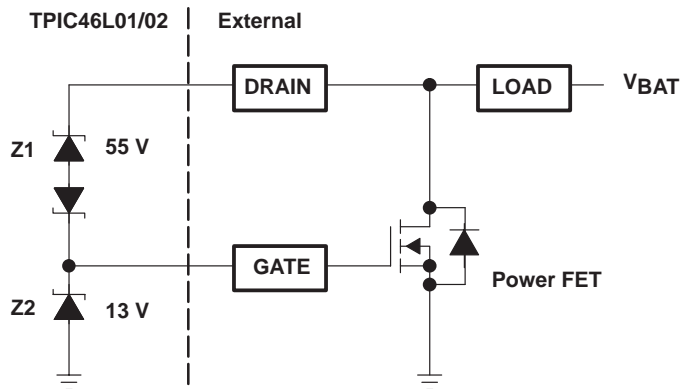 TPIC46L01/02 External
DRAIN LOAD VBAT
Z1 55 V
GATE
Z2 13 V Power FET